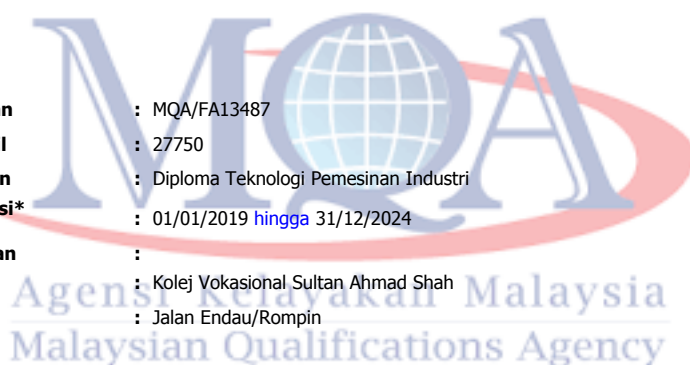 MQA
an : MQA/FA13487
l : 27750
n : Diploma Teknologi Pemesinan Industri
si* : 01/01/2019 hingga 31/12/2024
an :
: Kolej Vokasional Sultan Ahmad Shah
: Jalan Endau/Rompin
Agensi Kelayakan Malaysia
Malaysian Qualifications Agency